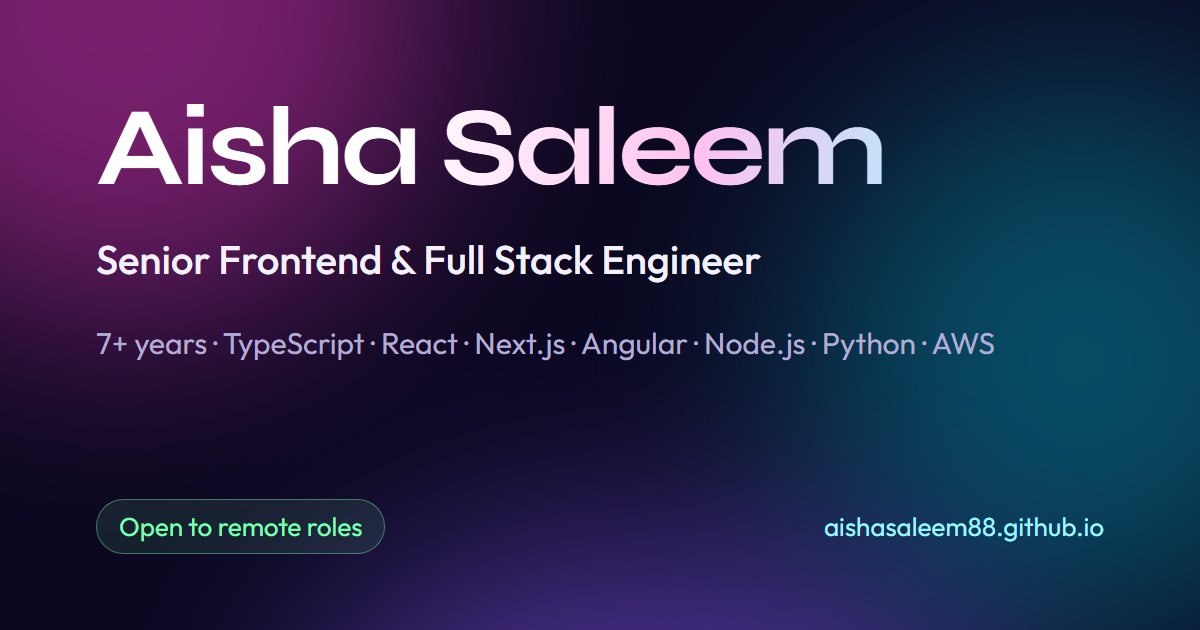 Aisha Saleem
Senior Frontend & Full Stack Engineer
7+ years · TypeScript · React · Next.js · Angular · Node.js · Python · AWS
Open to remote roles
aishasaleem88.github.io